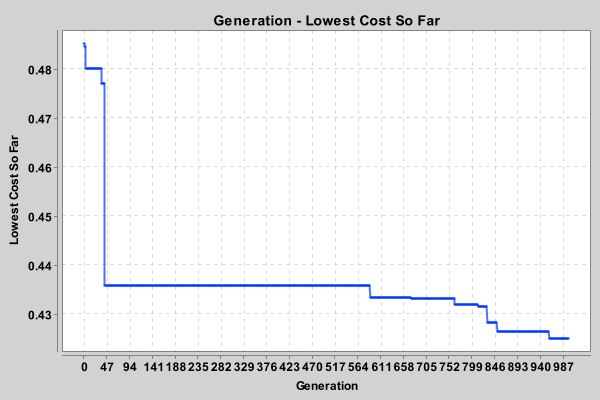 Generation - Lowest Cost So Far
0.48
0.47
0.46
0.45
0.44
0.43
Lowest Cost So Far
0 47 94 141 188 235 282 329 376 423 470 517 564 611 658 705 752 799 846 893 940 987
Generation